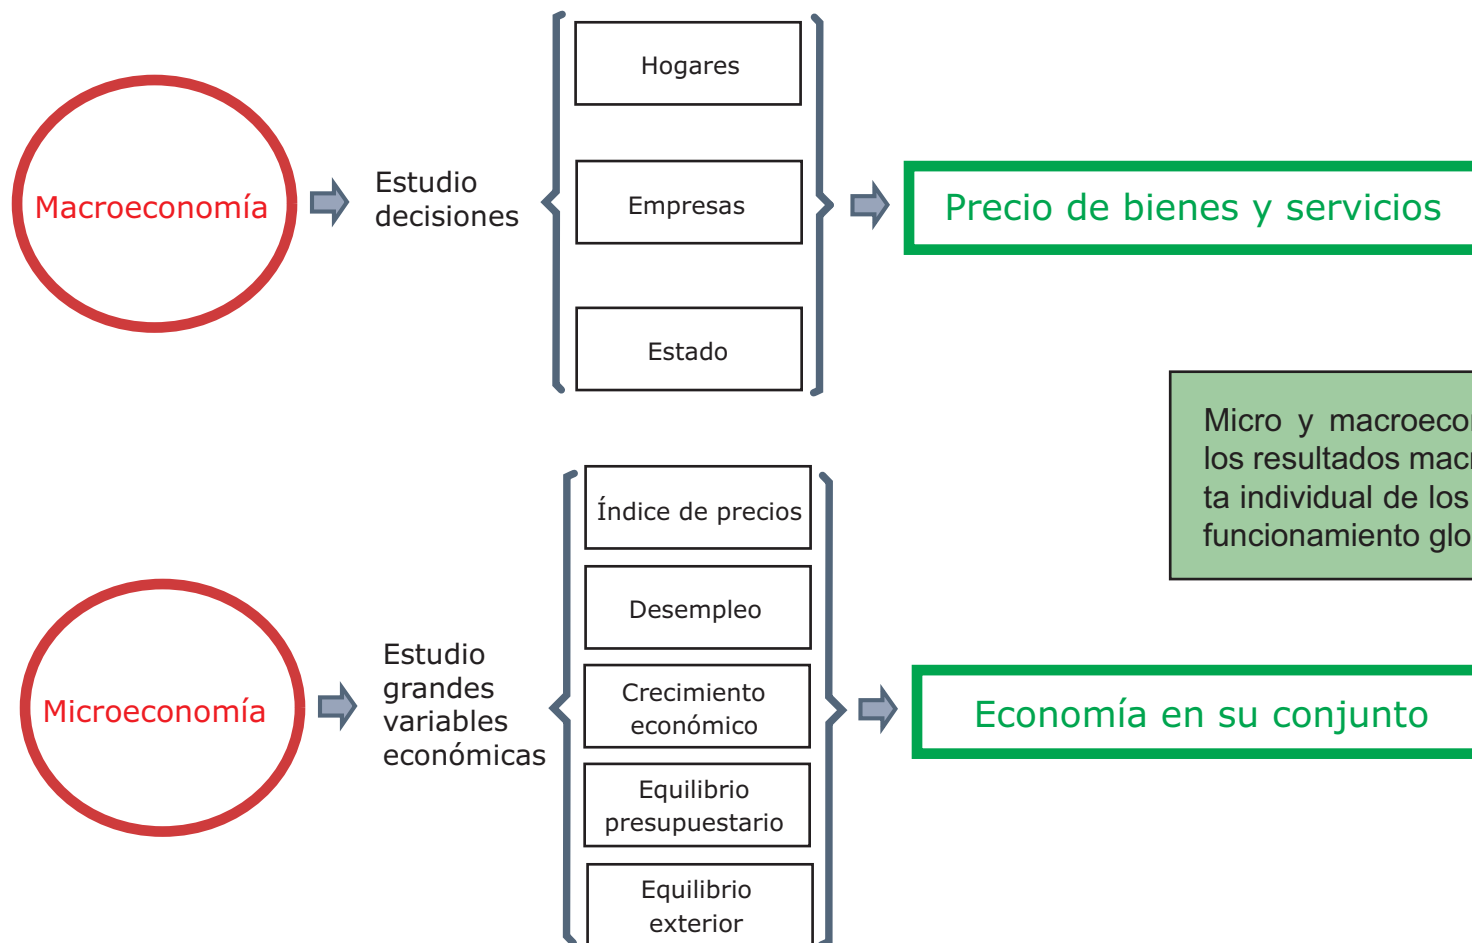 Macroeconomía
Estudio
decisiones
Hogares
Empresas
Estado
Precio de bienes y servicios
Micro y macroecon
los resultados macr
ta individual de los
funcionamiento glo
Microeconomía
Estudio
grandes
variables
económicas
Índice de precios
Desempleo
Crecimiento
económico
Equilibrio
presupuestario
Equilibrio
exterior
Economía en su conjunto